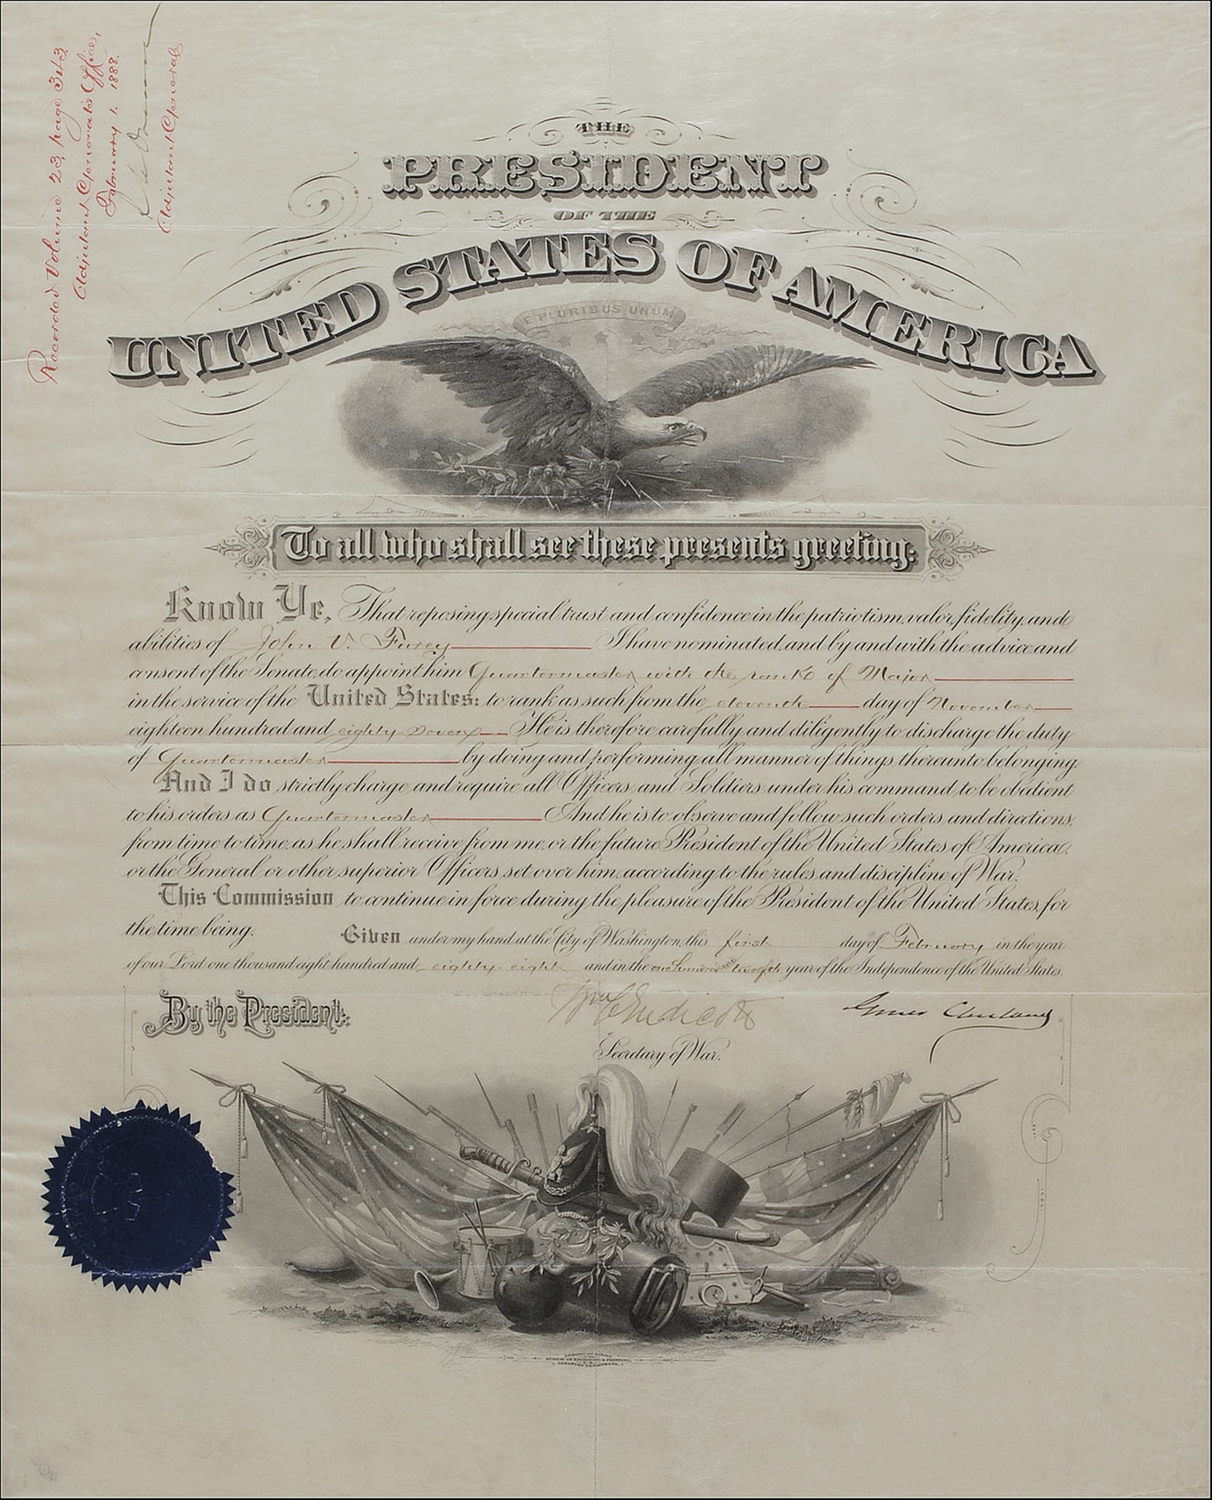 Recorded Volume 23, page 343
Adjutant General's Office,
February 1, 1888.
Adjutant General
THE
PRESIDENT
OF THE
UNITED STATES OF AMERICA
E PLURIBUS UNUM
To all who shall see these presents greeting:
Know Ye, That reposing special trust and confidence in the patriotism, valor, fidelity, and
abilities of John V. Furey I have nominated, and by and with the advice and
consent of the Senate, do appoint him Quartermaster with the rank of Major
in the service of the United States: to rank as such from the eleventh day of November
eighteen hundred and eighty seven He is therefore carefully and diligently to discharge the duty
of Quartermaster by doing and performing all manner of things thereunto belonging.
And I do strictly charge and require all Officers and Soldiers under his command to be obedient
to his orders as Quartermaster And he is to observe and follow such orders and directions,
from time to time, as he shall receive from me, or the future President of the United States of America,
or the General or other superior Officers set over him, according to the rules and discipline of War.
This Commission to continue in force during the pleasure of the President of the United States, for
the time being. Given under my hand at the City of Washington, this first day of February in the year
of our Lord one thousand eight hundred and eighty-eight and in the one hundred and twelfth year of the Independence of the United States.
By the President:
Wm C Endicott
Grover Cleveland
Secretary of War.